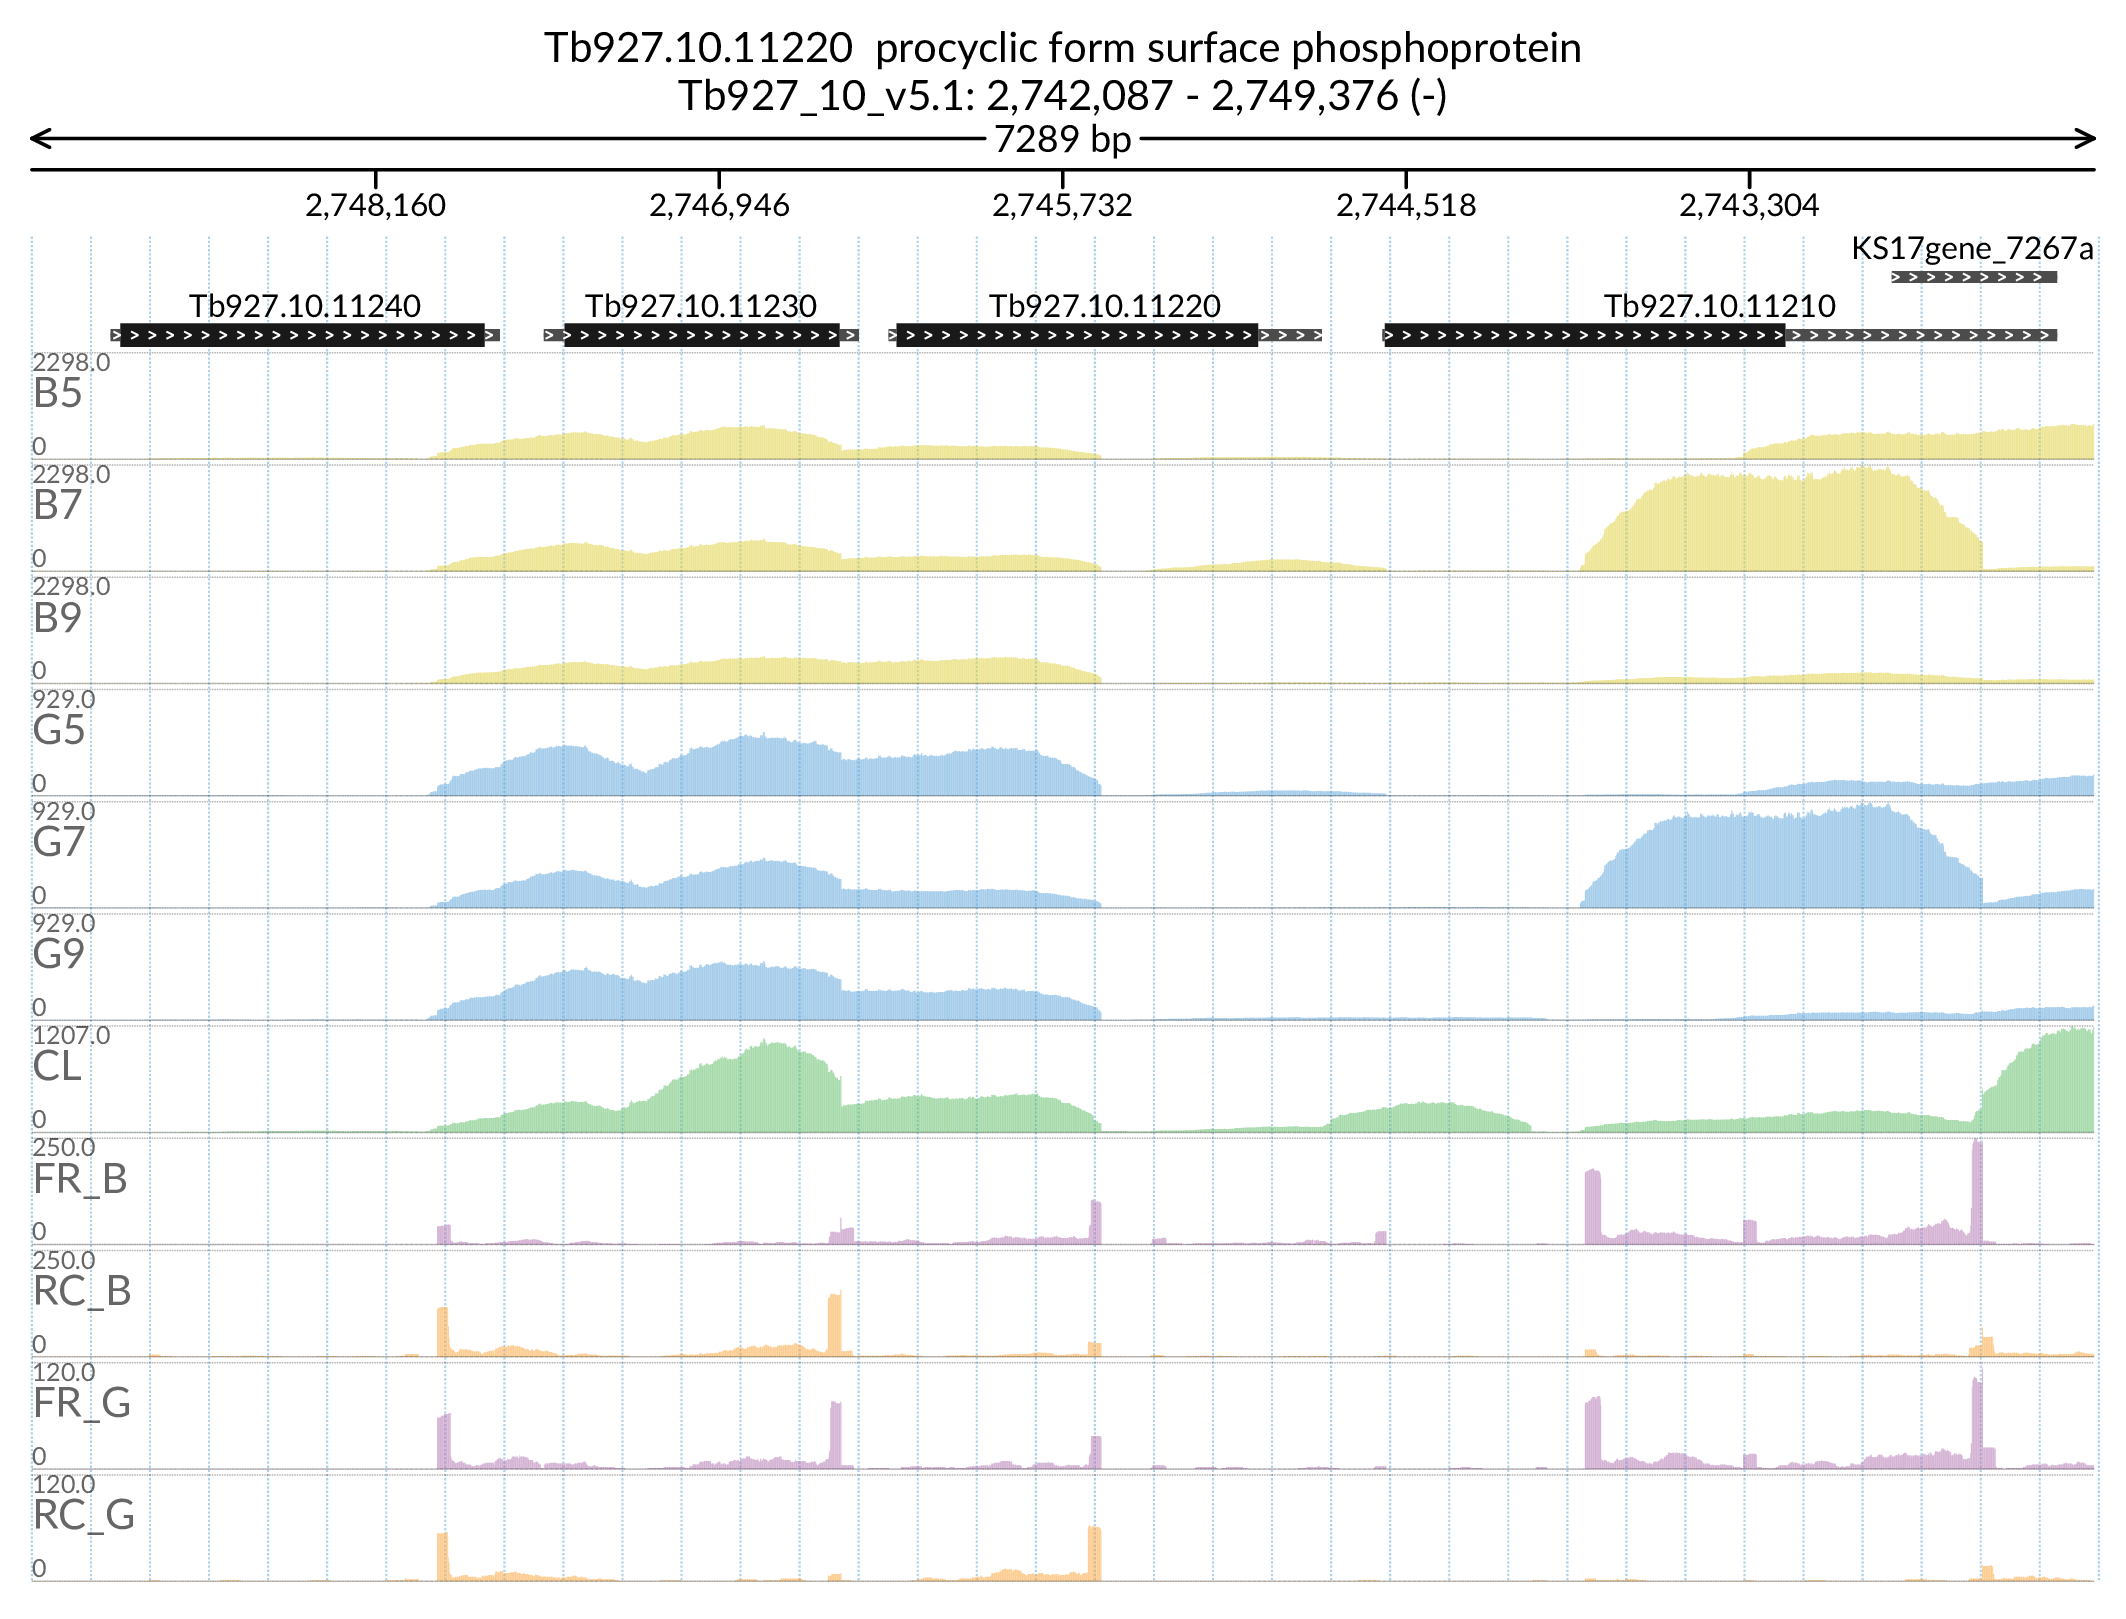 Tb927.10.11220  procyclic form surface phosphoprotein
Tb927_10_v5.1: 2,742,087 - 2,749,376 (-)
7289 bp
2,748,160 2,746,946 2,745,732 2,744,518 2,743,304
KS17gene_7267a
Tb927.10.11240 Tb927.10.11230 Tb927.10.11220 Tb927.10.11210
2298.0
B5
0
2298.0
B7
0
2298.0
B9
0
929.0
G5
0
929.0
G7
0
929.0
G9
0
1207.0
CL
0
250.0
FR_B
0
250.0
RC_B
0
120.0
FR_G
0
120.0
RC_G
0